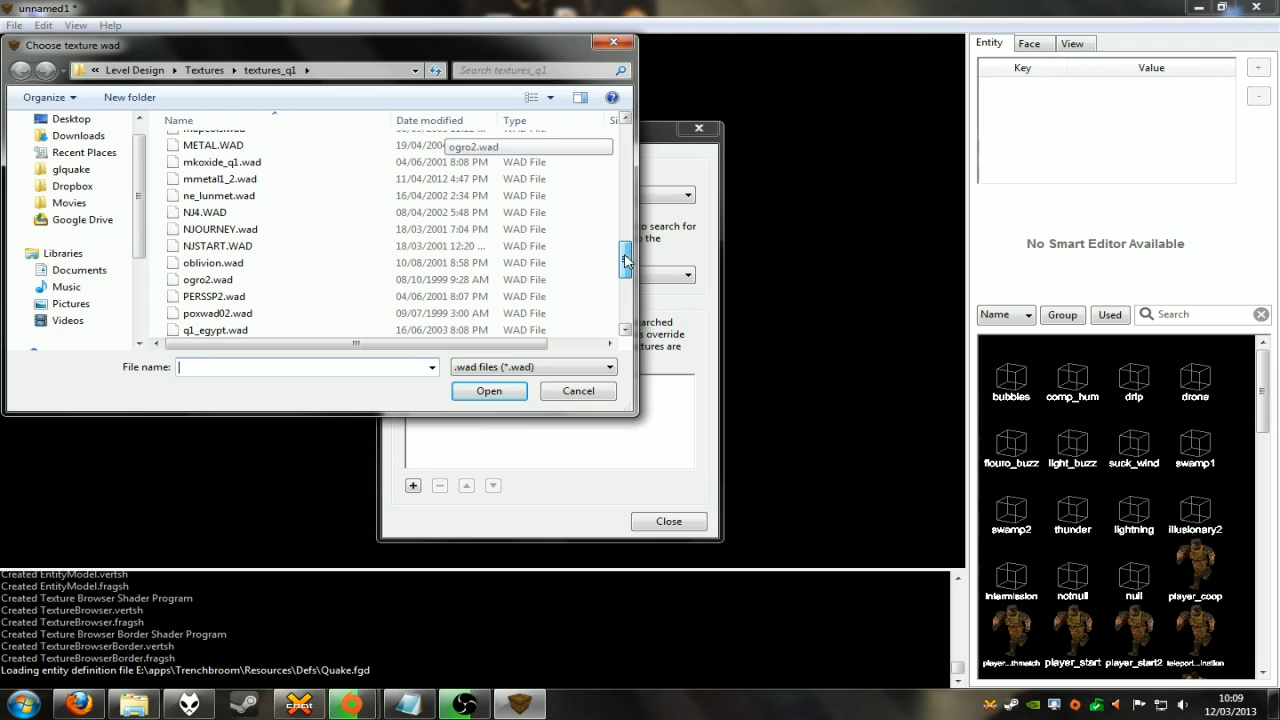 unnamed1 *
File Edit View Help
Choose texture wad
« Level Design Textures textures_q1
Search textures_q1
Organize New folder
Name Date modified Type Si
Desktop
Downloads
Recent Places
glquake
Dropbox
Movies
Google Drive
Libraries
Documents
Music
Pictures
Videos
METAL.WAD 19/04/200
ogro2.wad
mkoxide_q1.wad 04/06/2001 8:08 PM WAD File
mmetal1_2.wad 11/04/2012 4:47 PM WAD File
ne_lunmet.wad 16/04/2002 2:34 PM WAD File
NJ4.WAD 08/04/2002 5:48 PM WAD File
NJOURNEY.wad 18/03/2001 7:04 PM WAD File
NJSTART.WAD 18/03/2001 12:20 ... WAD File
oblivion.wad 10/08/2001 8:58 PM WAD File
ogro2.wad 08/10/1999 9:28 AM WAD File
PERSSP2.wad 04/06/2001 8:07 PM WAD File
poxwad02.wad 09/07/1999 3:00 AM WAD File
q1_egypt.wad 16/06/2003 8:08 PM WAD File
File name:
.wad files (*.wad)
Open Cancel
to search for
o the
arched
s override
tures are
Close
Entity Face View
Key Value
+
-
No Smart Editor Available
Name Group Used Search
bubbles comp_hum drip drone
flouro_buzz light_buzz suck_wind swamp1
swamp2 thunder lightning illusionary2
intermission notnull null player_coop
player...thmatch player_start player_start2 teleport...ination
Created EntityModel.vertsh
Created EntityModel.fragsh
Created Texture Browser Shader Program
Created TextureBrowser.vertsh
Created TextureBrowser.fragsh
Created Texture Browser Border Shader Program
Created TextureBrowserBorder.vertsh
Created TextureBrowserBorder.fragsh
Loading entity definition file E:\apps\Trenchbroom\Resources\Defs\Quake.fgd
10:09
12/03/2013